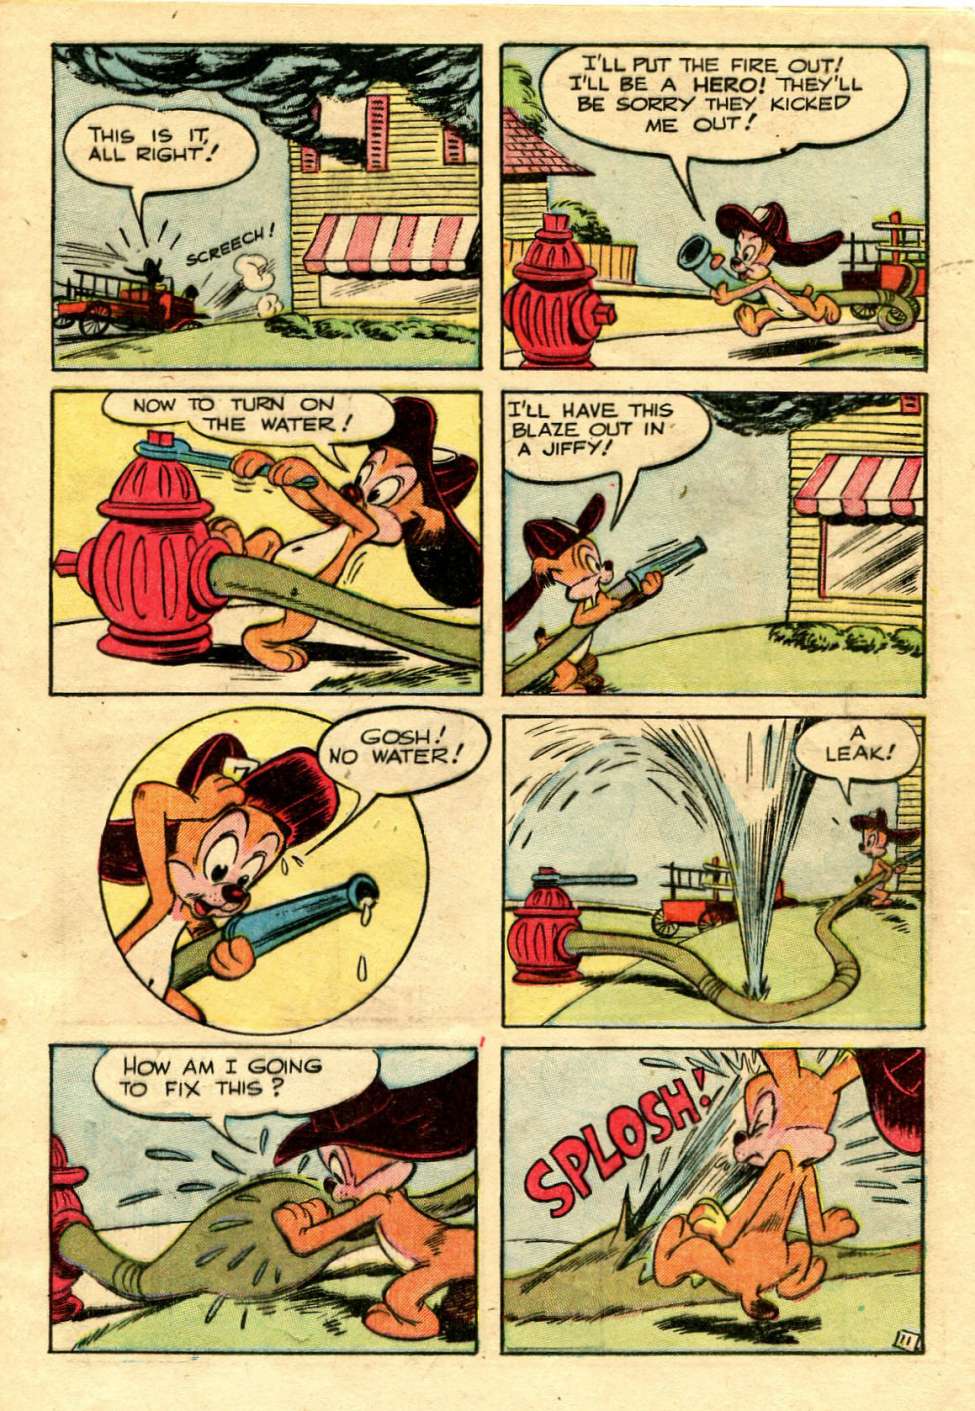 THIS IS IT,
ALL RIGHT!
SCREECH!
I'LL PUT THE FIRE OUT!
I'LL BE A HERO! THEY'LL
BE SORRY THEY KICKED
ME OUT!
NOW TO TURN ON
THE WATER!
I'LL HAVE THIS
BLAZE OUT IN
A JIFFY!
GOSH!
NO WATER!
A
LEAK!
HOW AM I GOING
TO FIX THIS?
SPLOSH!
11